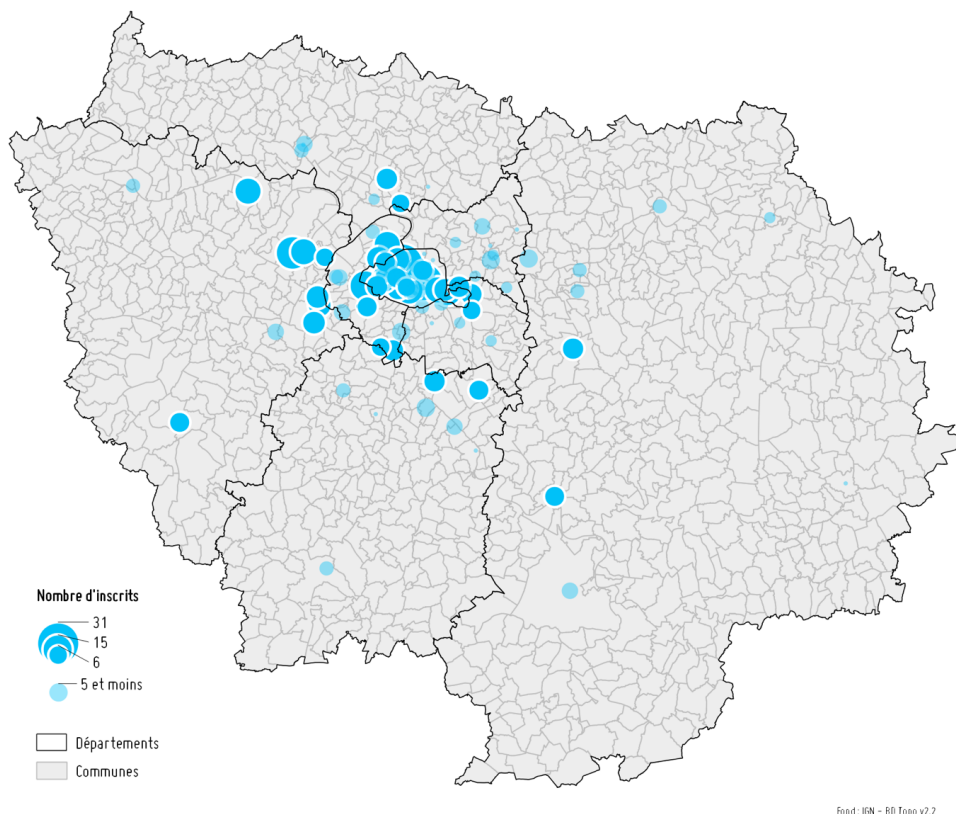 Nombre d'inscrits
31
15
6
5 et moins
Départements
Communes
Fond : IGN - BD Topo v2.2